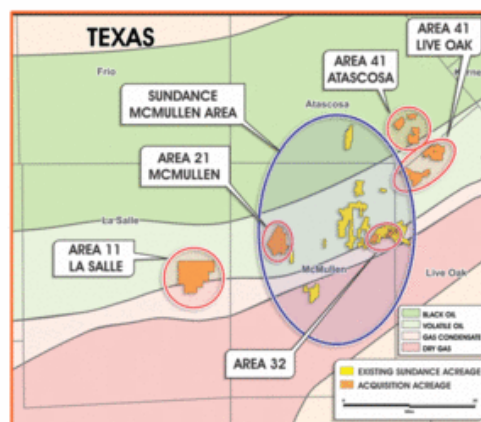 TEXAS
AREA 41
LIVE OAK
AREA 41
ATASCOSA
Frio
Atascosa
SUNDANCE
MCMULLEN AREA
AREA 21
MCMULLEN
La Salle
AREA 11
LA SALLE
McMullen
Live Oak
AREA 32
BLACK OIL
VOLATILE OIL
GAS CONDENSATE
DRY GAS
EXISTING SUNDANCE ACREAGE
ACQUISITION ACREAGE